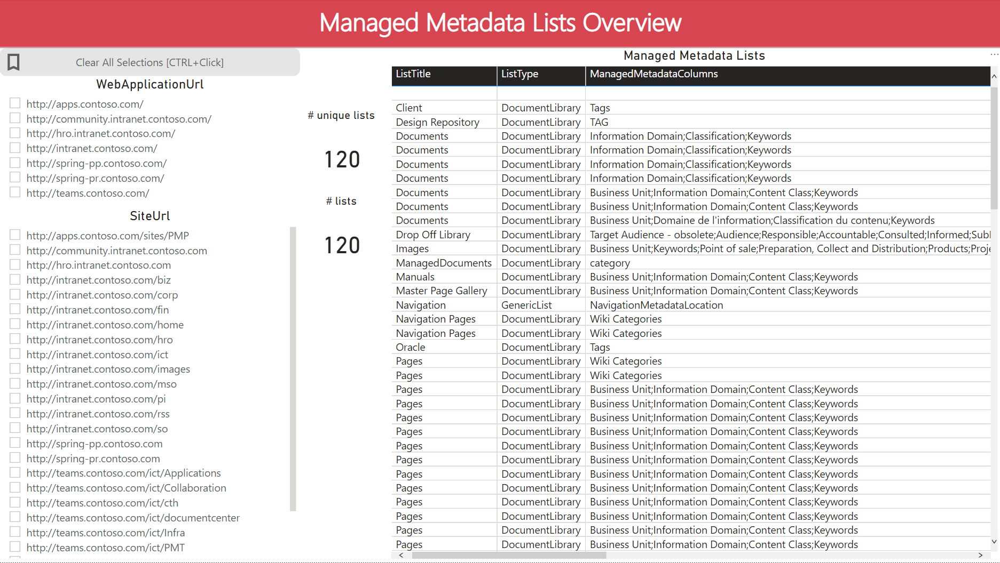 Managed Metadata Lists Overview
Clear All Selections [CTRL+Click]
WebApplicationUrl
http://apps.contoso.com/
http://community.intranet.contoso.com/
http://hro.intranet.contoso.com/
http://intranet.contoso.com/
http://spring-pp.contoso.com/
http://spring-pr.contoso.com/
http://teams.contoso.com/
SiteUrl
http://apps.contoso.com/sites/PMP
http://community.intranet.contoso.com
http://hro.intranet.contoso.com
http://intranet.contoso.com/biz
http://intranet.contoso.com/corp
http://intranet.contoso.com/fin
http://intranet.contoso.com/home
http://intranet.contoso.com/hro
http://intranet.contoso.com/ict
http://intranet.contoso.com/images
http://intranet.contoso.com/mso
http://intranet.contoso.com/pi
http://intranet.contoso.com/rss
http://intranet.contoso.com/so
http://spring-pp.contoso.com
http://spring-pr.contoso.com
http://teams.contoso.com/ict/Applications
http://teams.contoso.com/ict/Collaboration
http://teams.contoso.com/ict/cth
http://teams.contoso.com/ict/documentcenter
http://teams.contoso.com/ict/Infra
http://teams.contoso.com/ict/PMT
# unique lists
120
# lists
120
Managed Metadata Lists
ListTitle ListType ManagedMetadataColumns
Client DocumentLibrary Tags
Design Repository DocumentLibrary TAG
Documents DocumentLibrary Information Domain;Classification;Keywords
Documents DocumentLibrary Information Domain;Classification;Keywords
Documents DocumentLibrary Information Domain;Classification;Keywords
Documents DocumentLibrary Information Domain;Classification;Keywords
Documents DocumentLibrary Business Unit;Information Domain;Content Class;Keywords
Documents DocumentLibrary Business Unit;Information Domain;Content Class;Keywords
Documents DocumentLibrary Business Unit;Domaine de l'information;Classification du contenu;Keywords
Drop Off Library DocumentLibrary Target Audience - obsolete;Audience;Responsible;Accountable;Consulted;Informed;
Images DocumentLibrary Business Unit;Keywords;Point of sale;Preparation, Collect and Distribution;Products;
ManagedDocuments DocumentLibrary category
Manuals DocumentLibrary Business Unit;Information Domain;Content Class;Keywords
Master Page Gallery DocumentLibrary Business Unit;Information Domain;Content Class;Keywords
Navigation GenericList NavigationMetadataLocation
Navigation Pages DocumentLibrary Wiki Categories
Navigation Pages DocumentLibrary Wiki Categories
Oracle DocumentLibrary Tags
Pages DocumentLibrary Wiki Categories
Pages DocumentLibrary Wiki Categories
Pages DocumentLibrary Business Unit;Information Domain;Content Class;Keywords
Pages DocumentLibrary Business Unit;Information Domain;Content Class;Keywords
Pages DocumentLibrary Business Unit;Information Domain;Content Class;Keywords
Pages DocumentLibrary Business Unit;Information Domain;Content Class;Keywords
Pages DocumentLibrary Business Unit;Information Domain;Content Class;Keywords
Pages DocumentLibrary Business Unit;Information Domain;Content Class;Keywords
Pages DocumentLibrary Business Unit;Information Domain;Content Class;Keywords
Pages DocumentLibrary Business Unit;Information Domain;Content Class;Keywords
Pages DocumentLibrary Business Unit;Information Domain;Content Class;Keywords
Pages DocumentLibrary Business Unit;Information Domain;Content Class;Keywords
Pages DocumentLibrary Business Unit;Information Domain;Content Class;Keywords
Pages DocumentLibrary Business Unit;Information Domain;Content Class;Keywords